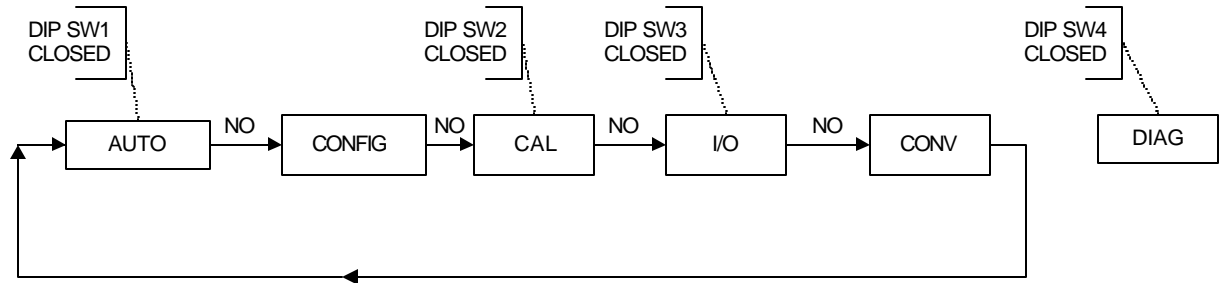 DIP SW1
CLOSED
DIP SW2
CLOSED
DIP SW3
CLOSED
DIP SW4
CLOSED
AUTO
NO
CONFIG
NO
CAL
NO
I/O
NO
CONV
DIAG